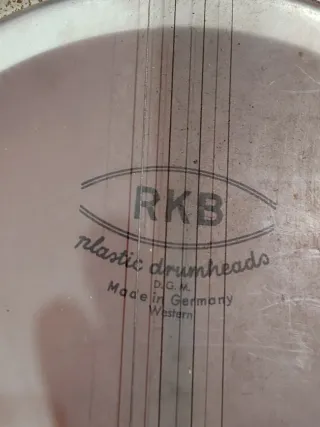 RKB
plastic drumheads
D.G.M.
Made in Germany
Western